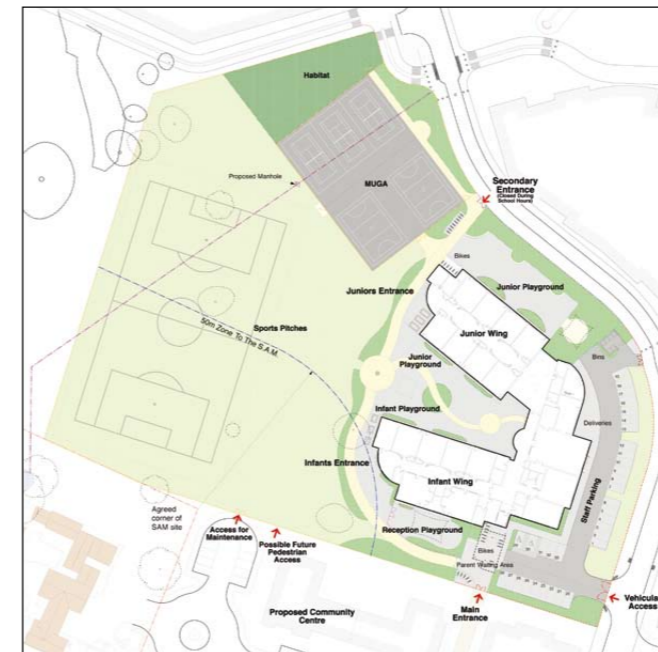 Habitat
Proposed Manhole
MUGA
Secondary
Entrance
(Closed During
School Hours)
Bikes
Juniors Entrance
Junior Playground
Sports Pitches
50m Zone To The S.A.M.
Junior Wing
Junior
Playground
Bins
Infant Playground
Deliveries
Infants Entrance
Infant Wing
Staff Parking
Agreed
corner of
SAM site
Access for
Maintenance
Possible Future
Pedestrian
Access
Reception Playground
Bikes
Parent Waiting Area
Main
Entrance
Vehicular
Access
Proposed Community
Centre